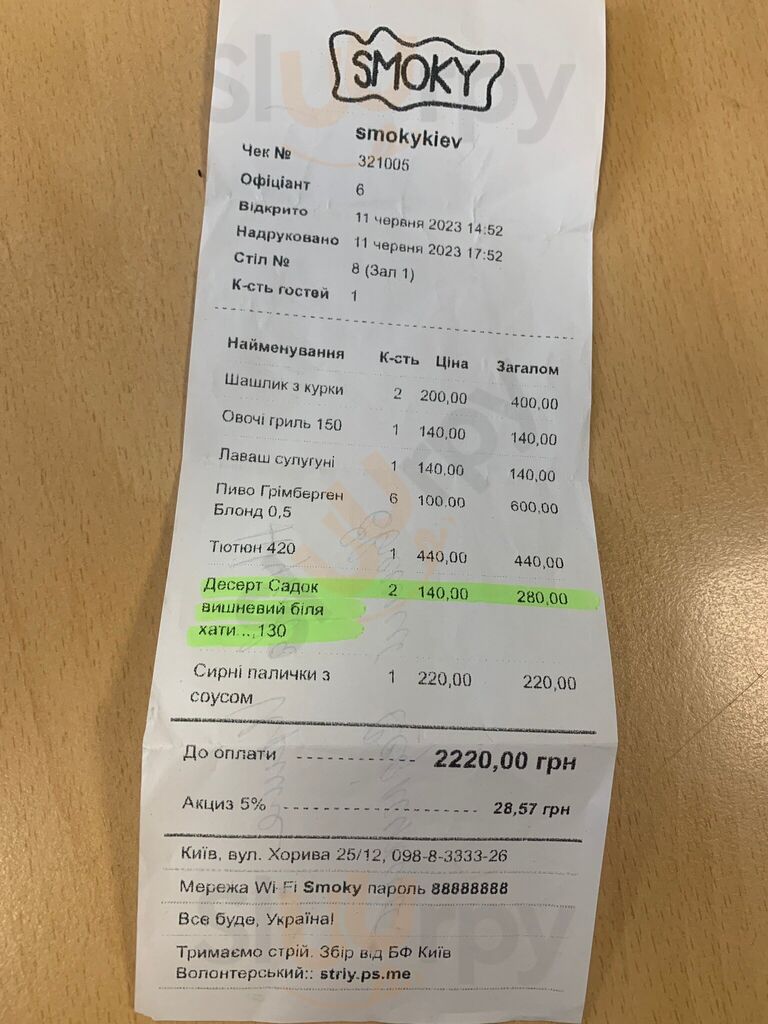 SMOKY
smokykiev
Чек № 321005
Офіціант 6
Відкрито 11 червня 2023 14:52
Надруковано 11 червня 2023 17:52
Стіл № 8 (Зал 1)
К-сть гостей 1
Найменування К-сть Ціна Загалом
Шашлик з курки 2 200,00 400,00
Овочі гриль 150 1 140,00 140,00
Лаваш сулугуні 1 140,00 140,00
Пиво Грімберген 6 100.00 600,00
Блонд 0,5
Тютюн 420 1 440,00 440,00
Десерт Садок 2 140,00 280,00
вишневий біля
хати ..,130
Сирні палички з 1 220,00 220,00
соусом
До оплати 2220,00 грн
Акциз 5% 28,57 грн
Київ, вул. Хорива 25/12, 098-8-3333-26
Мережа Wi-Fi Smoky пароль 88888888
Все буде, Україна!
Тримаємо стрій. Збір від БФ Київ
Волонтерський:: striy.ps.me
Slurrpy